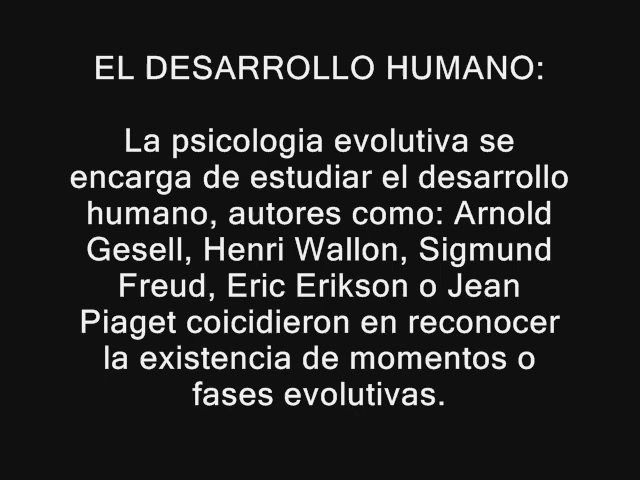 EL DESARROLLO HUMANO:
La psicologia evolutiva se
encarga de estudiar el desarrollo
humano, autores como: Arnold
Gesell, Henri Wallon, Sigmund
Freud, Eric Erikson o Jean
Piaget coicidieron en reconocer
la existencia de momentos o
fases evolutivas.